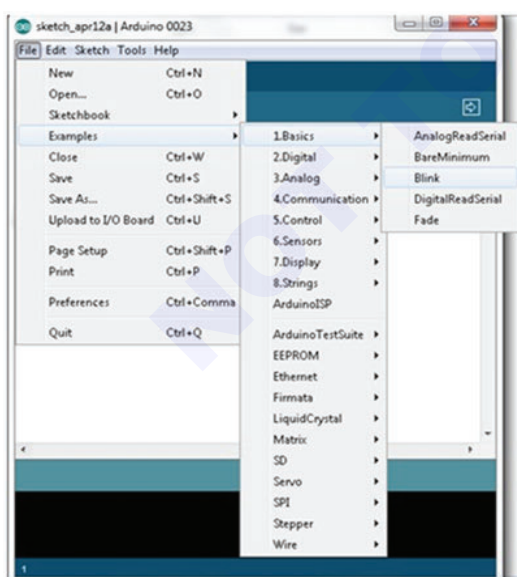 sketch_apr12a | Arduino 0023
File Edit Sketch Tools Help
New Ctrl+N
Open... Ctrl+O
Sketchbook
Examples
Close Ctrl+W
Save Ctrl+S
Save As... Ctrl+Shift+S
Upload to I/O Board Ctrl+U
Page Setup Ctrl+Shift+P
Print Ctrl+P
Preferences Ctrl+Comma
Quit Ctrl+Q
1.Basics
2.Digital
3.Analog
4.Communication
5.Control
6.Sensors
7.Display
8.Strings
ArduinoISP
ArduinoTestSuite
EEPROM
Ethernet
Firmata
LiquidCrystal
Matrix
SD
Servo
SPI
Stepper
Wire
AnalogReadSerial
BareMinimum
Blink
DigitalReadSerial
Fade
1
NOT TO